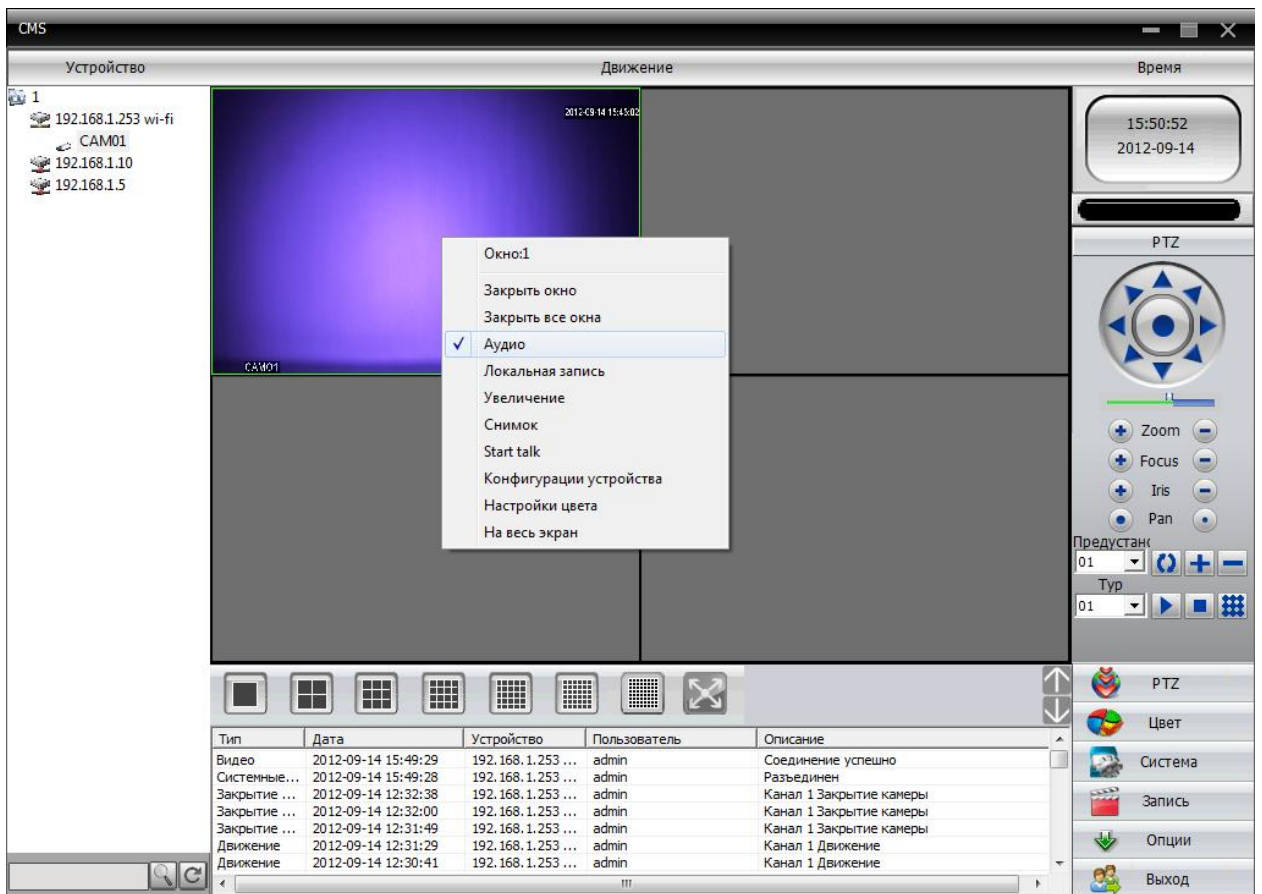 CMS
Устройство
Движение
Время
1
192.168.1.253 wi-fi
CAM01
192.168.1.10
192.168.1.5
2012-09-14 15:45:02
CAM01
Окно:1
Закрыть окно
Закрыть все окна
Аудио
Локальная запись
Увеличение
Снимок
Start talk
Конфигурации устройства
Настройки цвета
На весь экран
15:50:52
2012-09-14
PTZ
Zoom
Focus
Iris
Pan
Предустано
01
Тур
01
PTZ
Цвет
Система
Запись
Опции
Выход
Тип Дата Устройство Пользователь Описание
Видео 2012-09-14 15:49:29 192.168.1.253 ... admin Соединение успешно
Системные... 2012-09-14 15:49:28 192.168.1.253 ... admin Разъединен
Закрытие ... 2012-09-14 12:32:38 192.168.1.253 ... admin Канал 1 Закрытие камеры
Закрытие ... 2012-09-14 12:32:00 192.168.1.253 ... admin Канал 1 Закрытие камеры
Закрытие ... 2012-09-14 12:31:49 192.168.1.253 ... admin Канал 1 Закрытие камеры
Движение 2012-09-14 12:31:29 192.168.1.253 ... admin Канал 1 Движение
Движение 2012-09-14 12:30:41 192.168.1.253 ... admin Канал 1 Движение